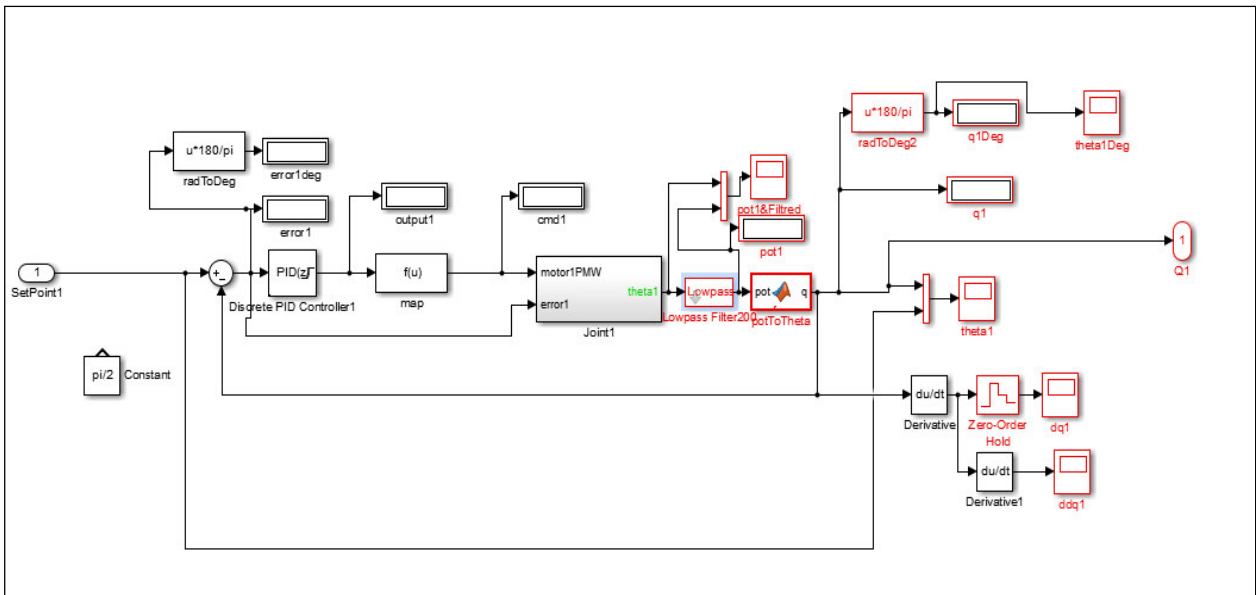 u*180/pi
radToDeg2
q1Deg
theta1Deg
u*180/pi
radToDeg
error1deg
error1
output1
cmd1
pot1&Filtred
pot1
q1
1
SetPoint1
+
-
PID(z)
Discrete PID Controller1
f(u)
map
motor1PMW
error1
theta1
Joint1
Lowpass
Lowpass Filter200
pot
q
potToTheta
1
Q1
theta1
pi/2
Constant
du/dt
Derivative
Zero-Order
Hold
dq1
du/dt
Derivative1
ddq1